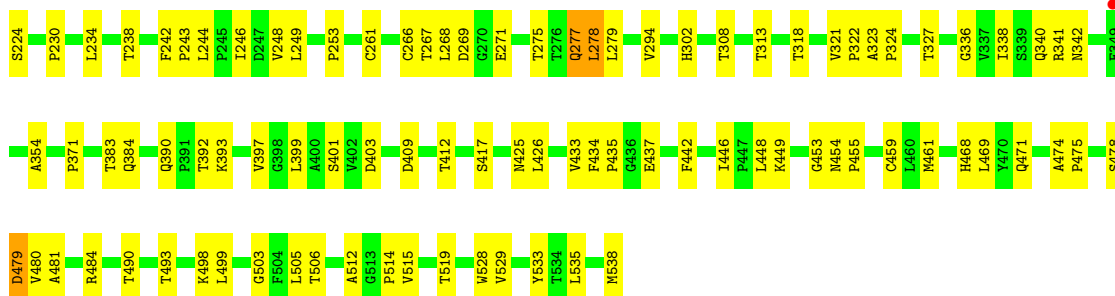 S224 P230 L234 T238 F242 P243 L244 P245 I246 D247 V248 L249 P253 C261 C266 T267 L268 D269 G270 E271 T275 T276 Q277 L278 L279 V294 H302 T308 T313 T318 V321 P322 A323 P324 T327 G336 V337 I338 S339 Q340 R341 N342
A354 P371 T383 Q384 Q390 P391 T392 K393 V397 G398 L399 A400 S401 V402 D403 D409 T412 S417 N425 L426 V433 F434 P435 G436 E437 F442 I446 P447 L448 K449 G453 N454 P455 C459 L460 M461 H468 L469 Y470 Q471 A474 P475
D479 V480 A481 R484 T490 T493 K498 L499 G503 F504 L505 T506 A512 G513 P514 V515 T519 W528 V529 Y533 T534 L535 M538